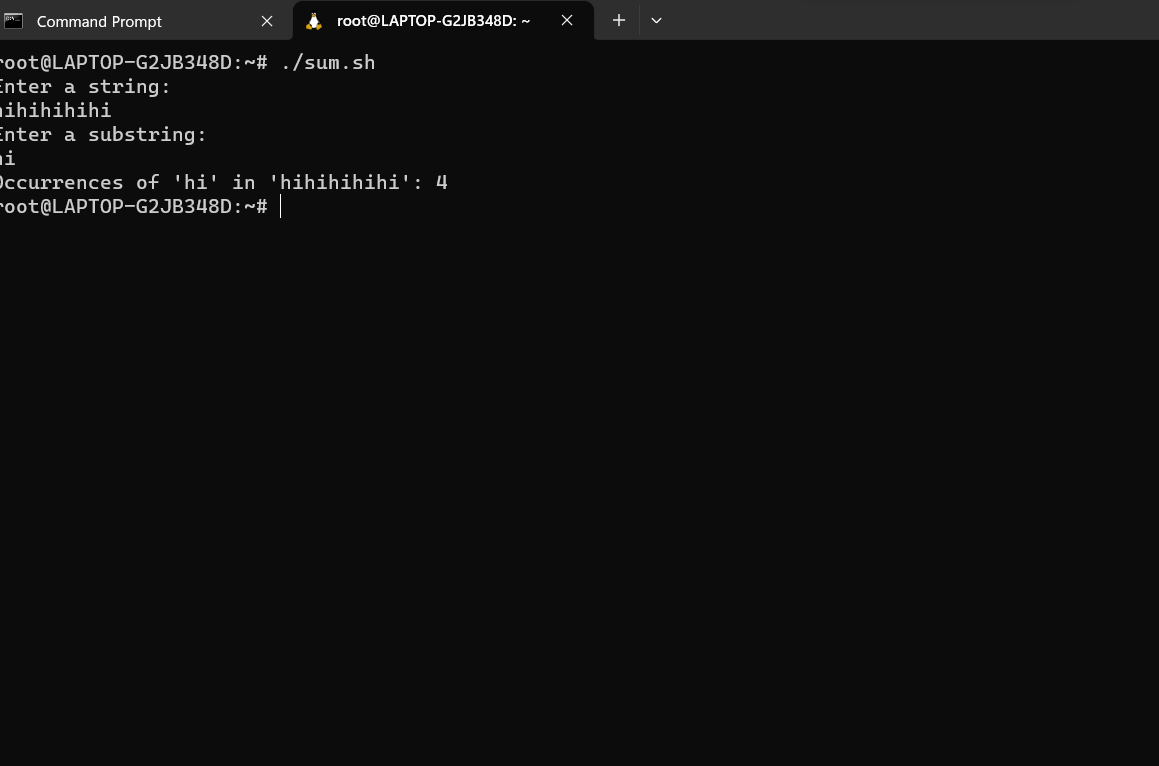 Command Prompt
root@LAPTOP-G2JB348D: ~
root@LAPTOP-G2JB348D:~# ./sum.sh
Enter a string:
hihihihihi
Enter a substring:
hi
Occurrences of 'hi' in 'hihihihihi': 4
root@LAPTOP-G2JB348D:~#